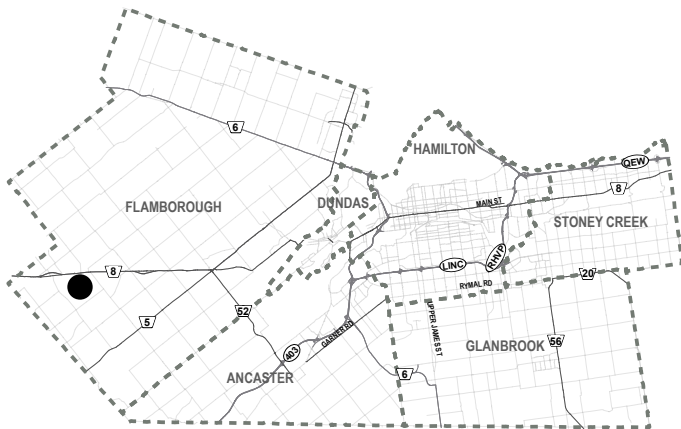 6
HAMILTON
QEW
FLAMBOROUGH
DUNDAS
MAIN ST
8
STONEY CREEK
8
LINC
RHVP
20
RYMAL RD
5
52
UPPER JAMES ST
GARNER RD
403
GLANBROOK
56
ANCASTER
6